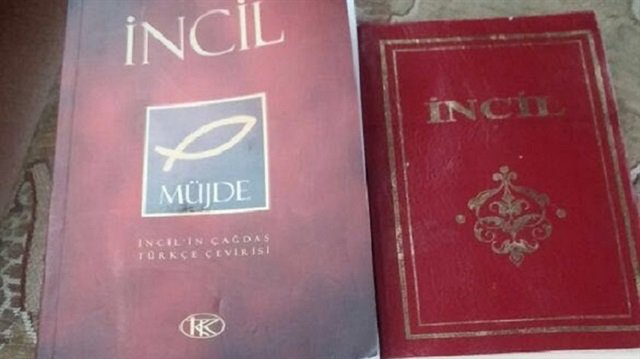 İNCİL
MÜJDE
İNCİL'İN ÇAĞDAŞ
TÜRKÇE ÇEVİRİSİ
İNCİL